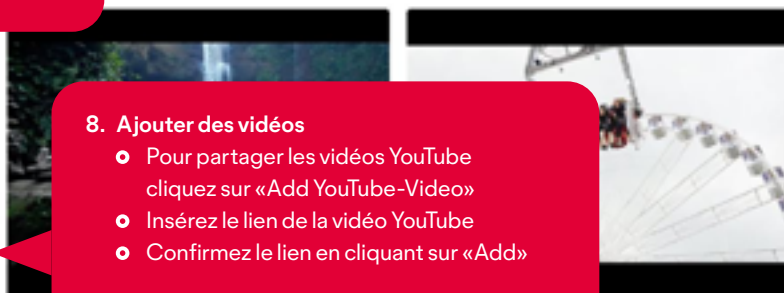 8. Ajouter des vidéos
Pour partager les vidéos YouTube
cliquez sur «Add YouTube-Video»
Insérez le lien de la vidéo YouTube
Confirmez le lien en cliquant sur «Add»